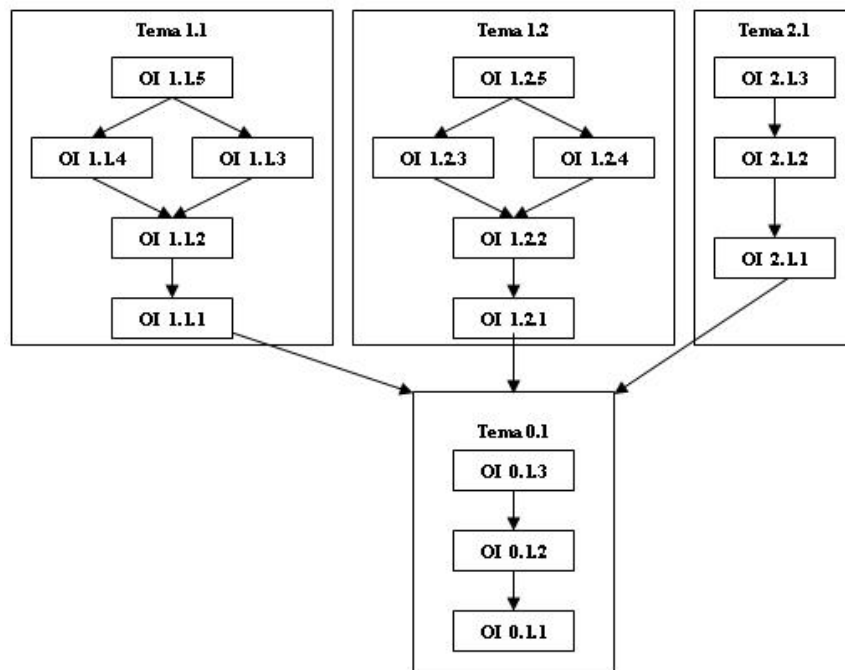 Tema 1.1
OI 1.1.5
OI 1.1.4
OI 1.1.3
OI 1.1.2
OI 1.1.1
Tema 1.2
OI 1.2.5
OI 1.2.3
OI 1.2.4
OI 1.2.2
OI 1.2.1
Tema 2.1
OI 2.1.3
OI 2.1.2
OI 2.1.1
Tema 0.1
OI 0.1.3
OI 0.1.2
OI 0.1.1